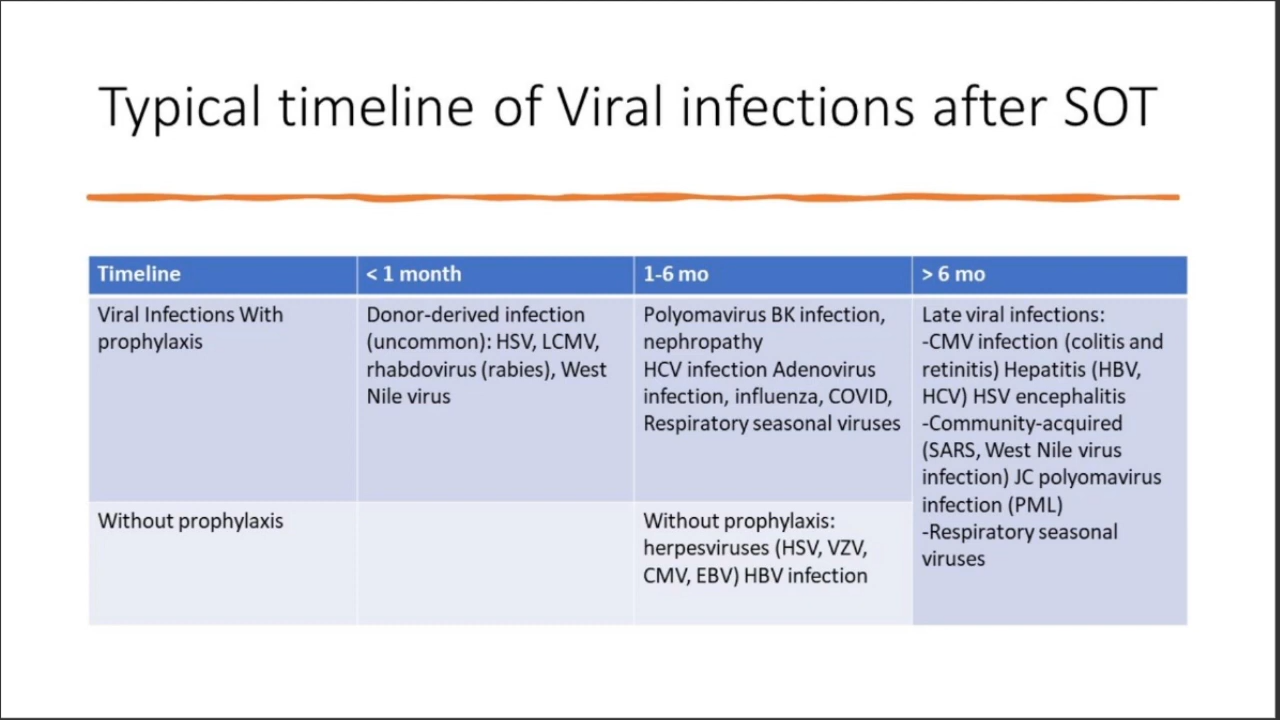 Typical timeline of Viral infections after SOT
Timeline
< 1 month
1-6 mo
> 6 mo
Viral Infections With
prophylaxis
Donor-derived infection
(uncommon): HSV, LCMV,
rhabdovirus (rabies), West
Nile virus
Polyomavirus BK infection,
nephropathy
HCV infection Adenovirus
infection, influenza, COVID,
Respiratory seasonal viruses
Late viral infections:
-CMV infection (colitis and
retinitis) Hepatitis (HBV,
HCV) HSV encephalitis
-Community-acquired
(SARS, West Nile virus
infection) JC polyomavirus
infection (PML)
-Respiratory seasonal
viruses
Without prophylaxis
Without prophylaxis:
herpesviruses (HSV, VZV,
CMV, EBV) HBV infection